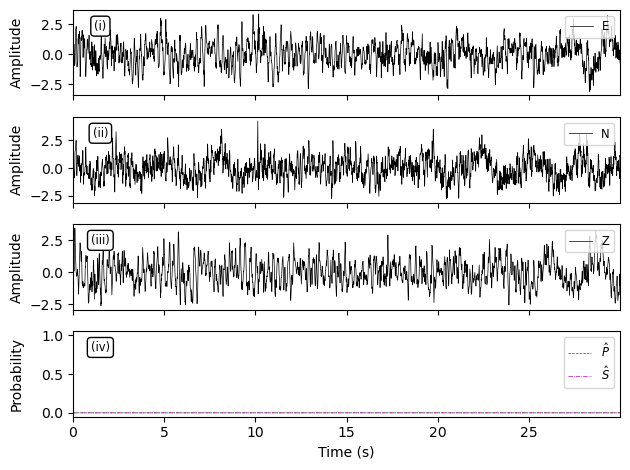 (i)
E
Amplitude
2.5
0.0
−2.5
(ii)
N
Amplitude
2.5
0.0
−2.5
(iii)
Z
Amplitude
2.5
0.0
−2.5
(iv)
P̂
Ŝ
Probability
1.0
0.5
0.0
0 5 10 15 20 25
Time (s)